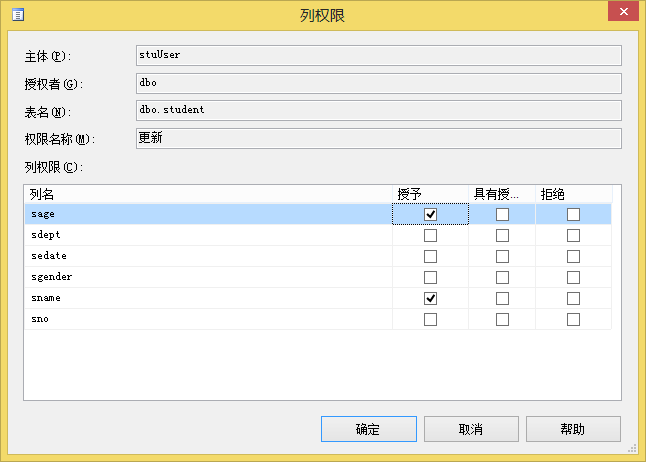 列权限
主体(P): stuUser
授权者(G): dbo
表名(N): dbo.student
权限名称(M): 更新
列权限(C):
列名 授予 具有授... 拒绝
sage
sdept
sedate
sgender
sname
sno
确定 取消 帮助